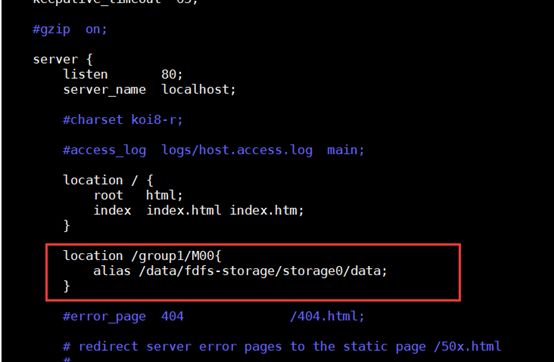 keepalive_timeout  65;
#gzip  on;
server {
listen       80;
server_name  localhost;
#charset koi8-r;
#access_log  logs/host.access.log  main;
location / {
root   html;
index  index.html index.htm;
}
location /group1/M00{
alias /data/fdfs-storage/storage0/data;
}
#error_page  404              /404.html;
# redirect server error pages to the static page /50x.html
#